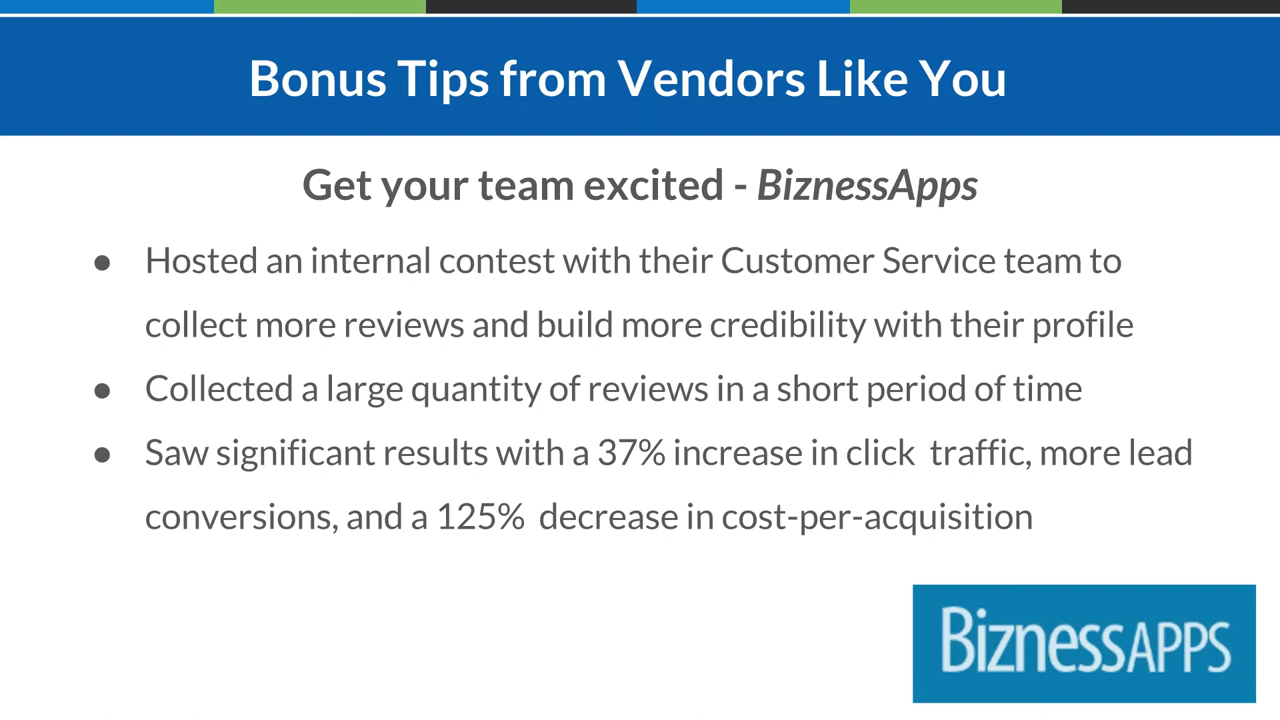 Bonus Tips from Vendors Like You
Get your team excited - BiznessApps
● Hosted an internal contest with their Customer Service team to
collect more reviews and build more credibility with their profile
● Collected a large quantity of reviews in a short period of time
● Saw significant results with a 37% increase in click  traffic, more lead
conversions, and a 125%  decrease in cost-per-acquisition
BiznessAPPS